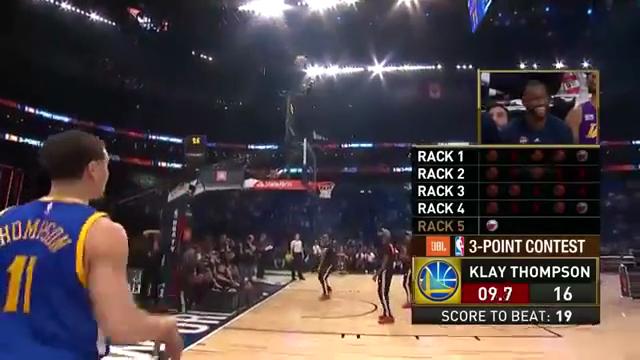 THOMPSON
11
RACK 1
RACK 2
RACK 3
RACK 4
RACK 5
JBL 3-POINT CONTEST
KLAY THOMPSON
09.7 16
SCORE TO BEAT: 19